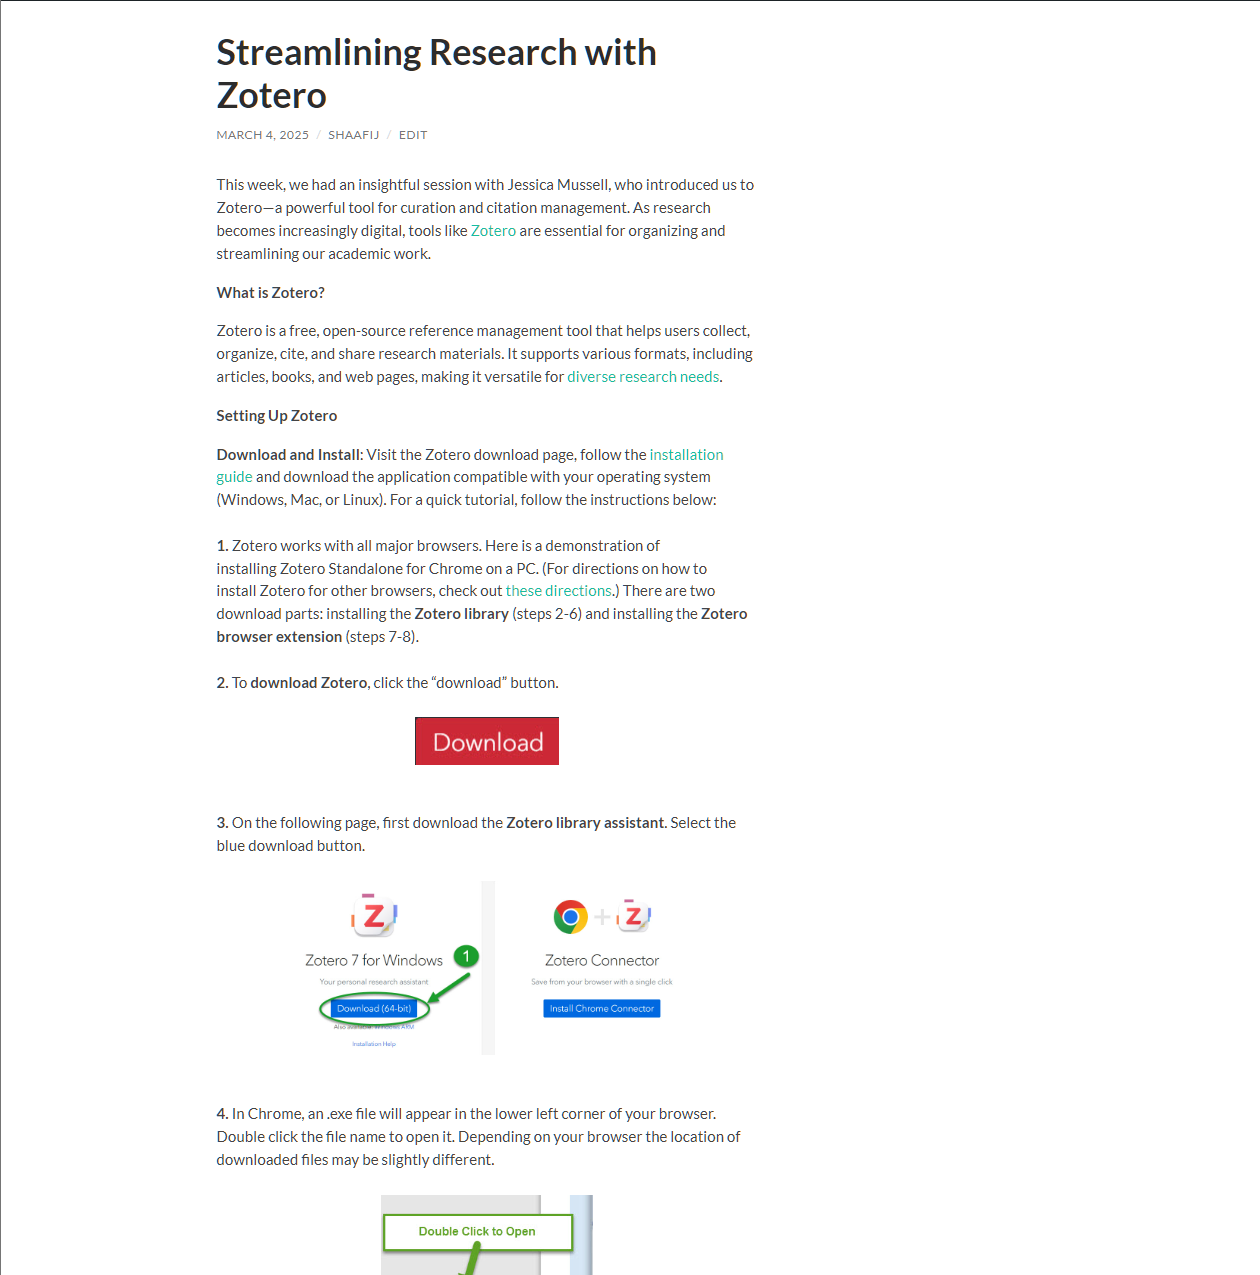 Streamlining Research with
Zotero
MARCH 4, 2025 / SHAAFIJ / EDIT
This week, we had an insightful session with Jessica Mussell, who introduced us to
Zotero—a powerful tool for curation and citation management. As research
becomes increasingly digital, tools like Zotero are essential for organizing and
streamlining our academic work.
What is Zotero?
Zotero is a free, open-source reference management tool that helps users collect,
organize, cite, and share research materials. It supports various formats, including
articles, books, and web pages, making it versatile for diverse research needs.
Setting Up Zotero
Download and Install: Visit the Zotero download page, follow the installation
guide and download the application compatible with your operating system
(Windows, Mac, or Linux). For a quick tutorial, follow the instructions below:
1. Zotero works with all major browsers. Here is a demonstration of
installing Zotero Standalone for Chrome on a PC. (For directions on how to
install Zotero for other browsers, check out these directions.) There are two
download parts: installing the Zotero library (steps 2-6) and installing the Zotero
browser extension (steps 7-8).
2. To download Zotero, click the “download” button.
Download
3. On the following page, first download the Zotero library assistant. Select the
blue download button.
Z
Z
Zotero 7 for Windows
1
Zotero Connector
Your personal research assistant
Save from your browser with a single click
Download (64-bit)
Install Chrome Connector
Also available: Windows ARM
Installation Help
4. In Chrome, an .exe file will appear in the lower left corner of your browser.
Double click the file name to open it. Depending on your browser the location of
downloaded files may be slightly different.
Double Click to Open